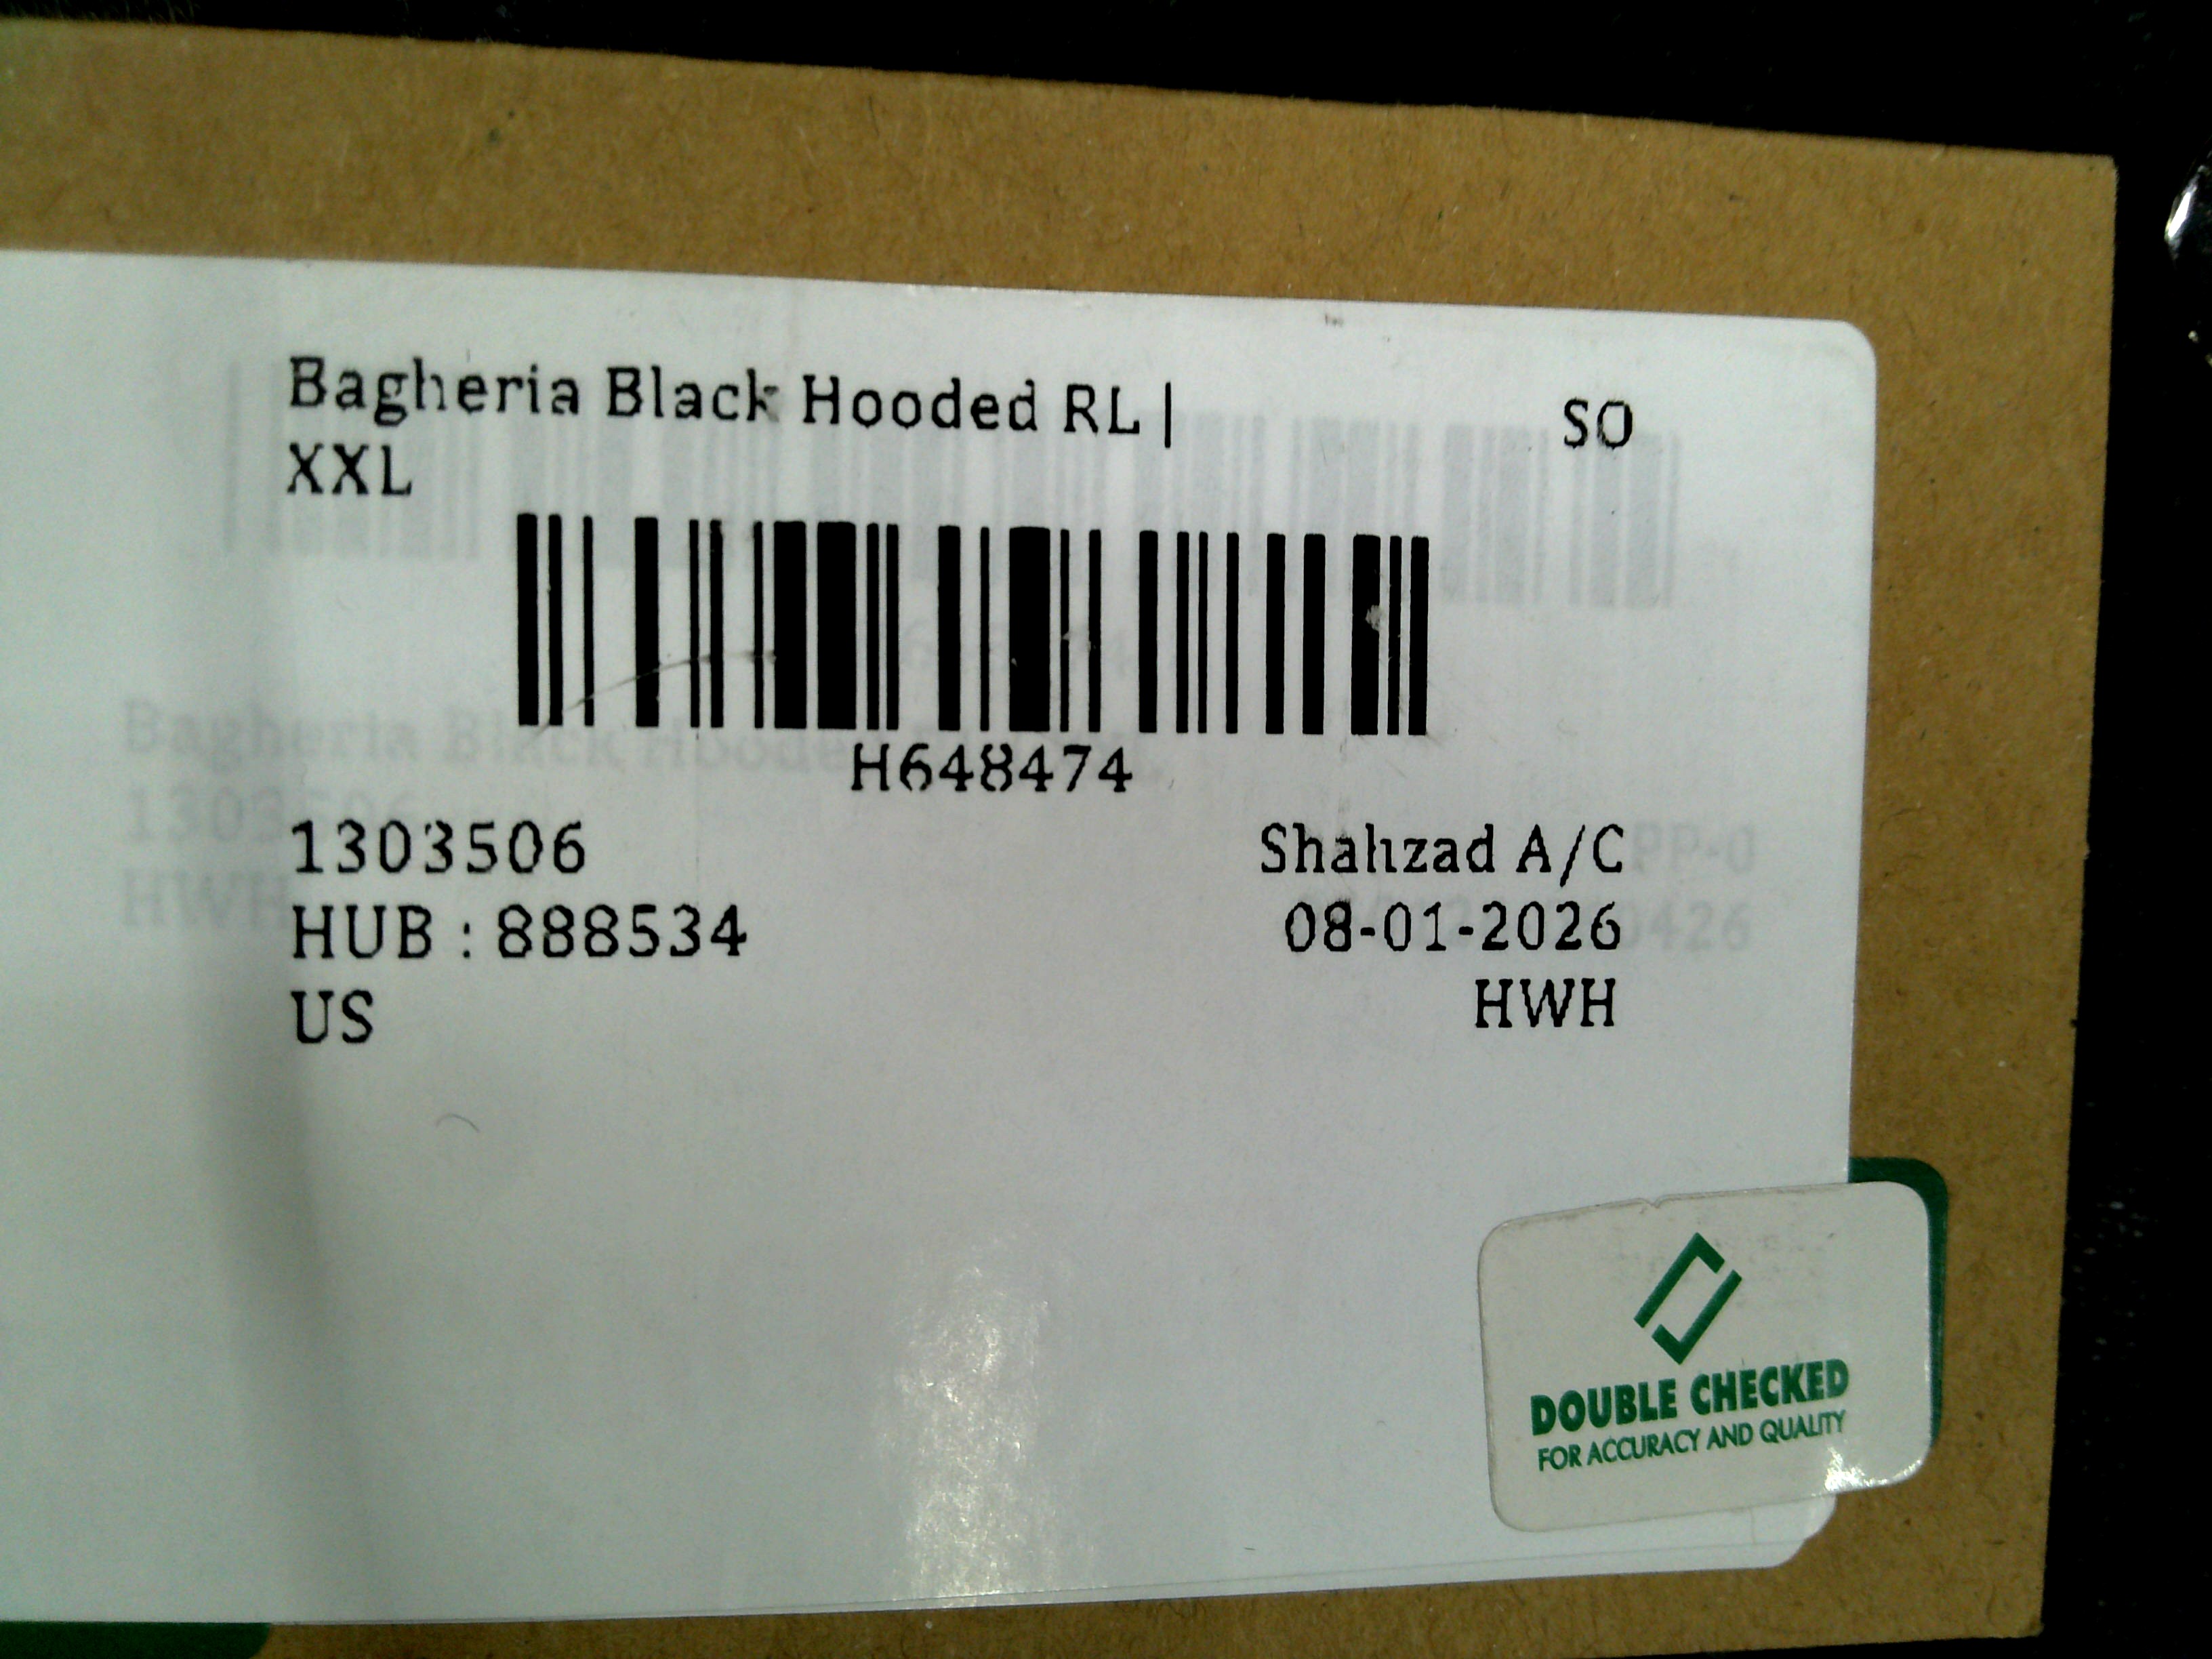 Bagheria Black Hooded RL | SO
XXL
H648474
1303506 Shahzad A/C
HUB : 888534 08-01-2026
US HWH
DOUBLE CHECKED
FOR ACCURACY AND QUALITY